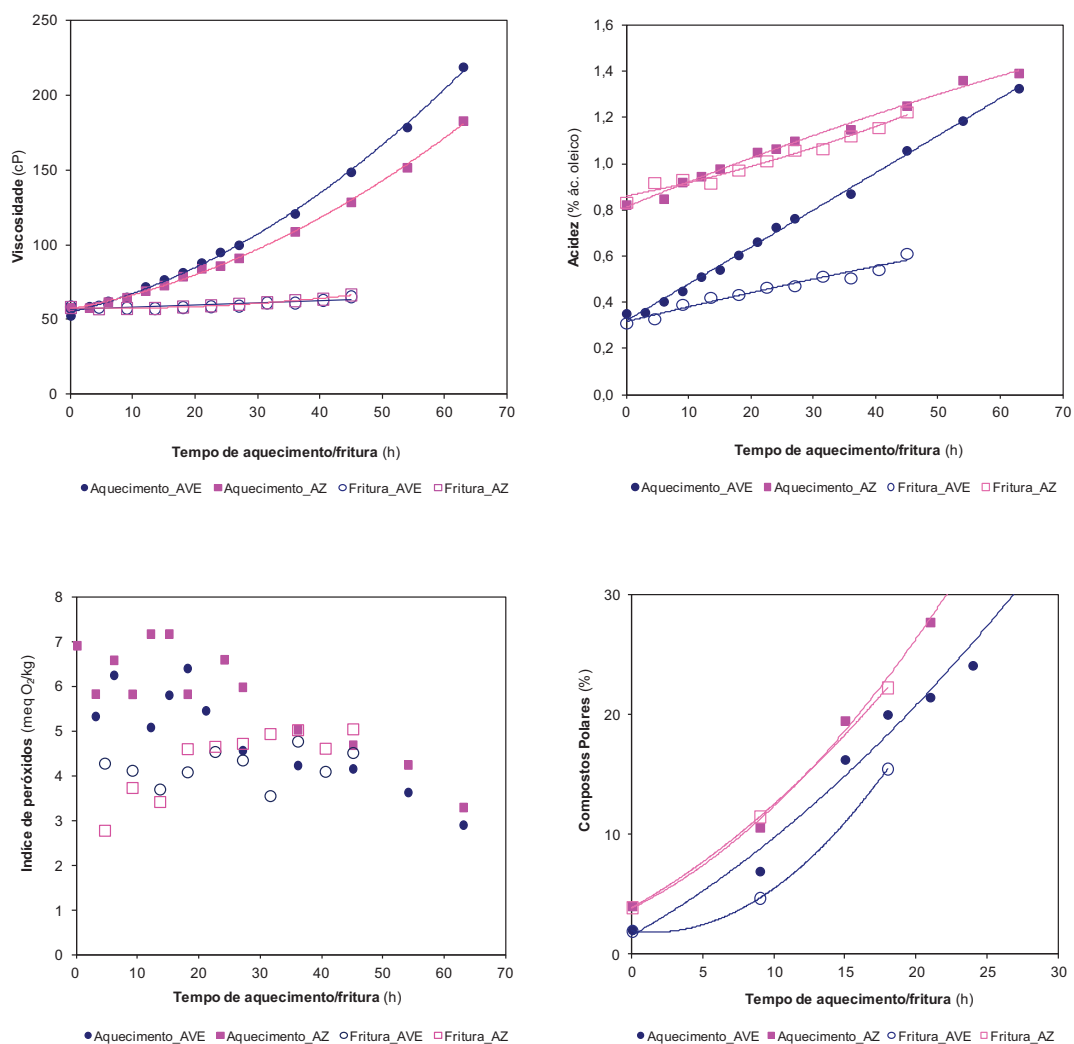 250
200
150
100
50
0
Viscosidade (cP)
0 10 20 30 40 50 60 70
Tempo de aquecimento/fritura (h)
Aquecimento_AVE Aquecimento_AZ Fritura_AVE Fritura_AZ
1,6
1,4
1,2
1,0
0,8
0,6
0,4
0,2
0,0
Acidez (% ác. oleico)
0 10 20 30 40 50 60 70
Tempo de aquecimento/fritura (h)
Aquecimento_AVE Aquecimento_AZ Fritura_AVE Fritura_AZ
8
7
6
5
4
3
2
1
0
Indice de peróxidos (meq O₂/kg)
0 10 20 30 40 50 60 70
Tempo de aquecimento/fritura (h)
Aquecimento_AVE Aquecimento_AZ Fritura_AVE Fritura_AZ
30
20
10
0
Compostos Polares (%)
0 5 10 15 20 25 30
Tempo de aquecimento/fritura (h)
Aquecimento_AVE Aquecimento_AZ Fritura_AVE Fritura_AZ